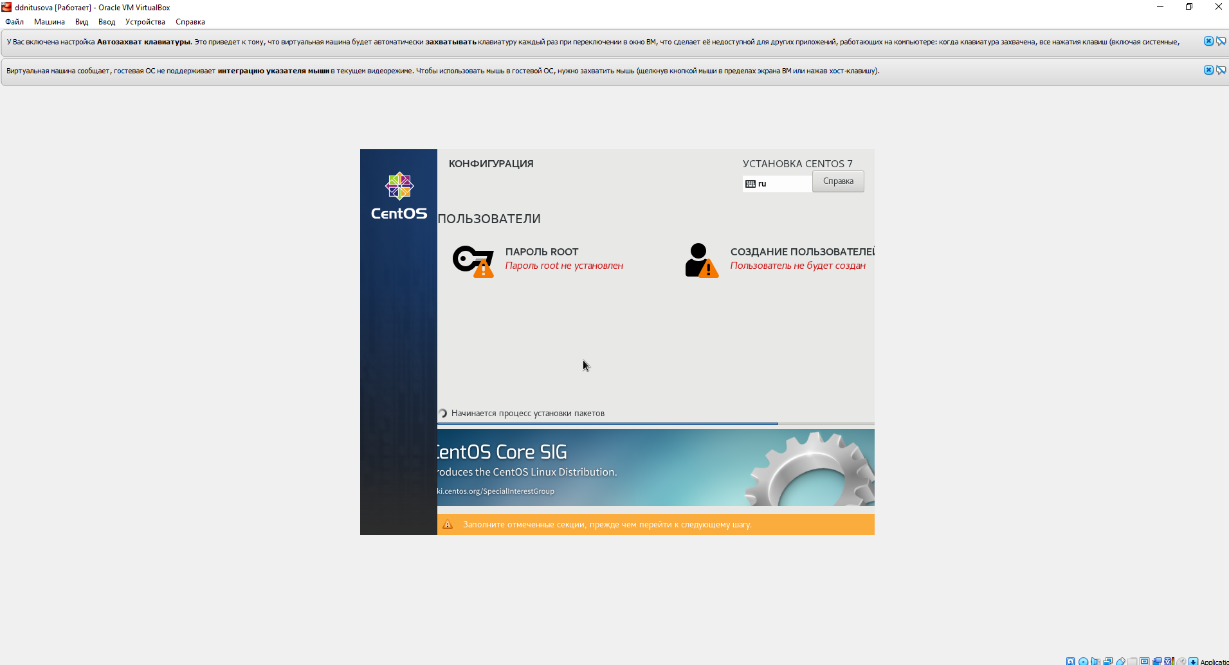 ddnitusova [Работает] - Oracle VM VirtualBox
Файл Машина Вид Ввод Устройства Справка
У Вас включена настройка Автозахват клавиатуры. Это приведет к тому, что виртуальная машина будет автоматически захватывать клавиатуру каждый раз при переключении в окно ВМ, что сделает её недоступной для других приложений, работающих на компьютере: когда клавиатура захвачена, все нажатия клавиш (включая системные,
Виртуальная машина сообщает, гостевая ОС не поддерживает интеграцию указателя мыши в текущем видеорежиме. Чтобы использовать мышь в гостевой ОС, нужно захватить мышь (щелкнув кнопкой мыши в пределах экрана ВМ или нажав хост-клавишу).
CentOS
КОНФИГУРАЦИЯ
УСТАНОВКА CENTOS 7
ru
Справка
ПОЛЬЗОВАТЕЛИ
ПАРОЛЬ ROOT
Пароль root не установлен
СОЗДАНИЕ ПОЛЬЗОВАТЕЛЕЙ
Пользователь не будет создан
Начинается процесс установки пакетов
entOS Core SIG
roduces the CentOS Linux Distribution.
ki.centos.org/SpecialInterestGroup
Заполните отмеченные секции, прежде чем перейти к следующему шагу.
Applicatio